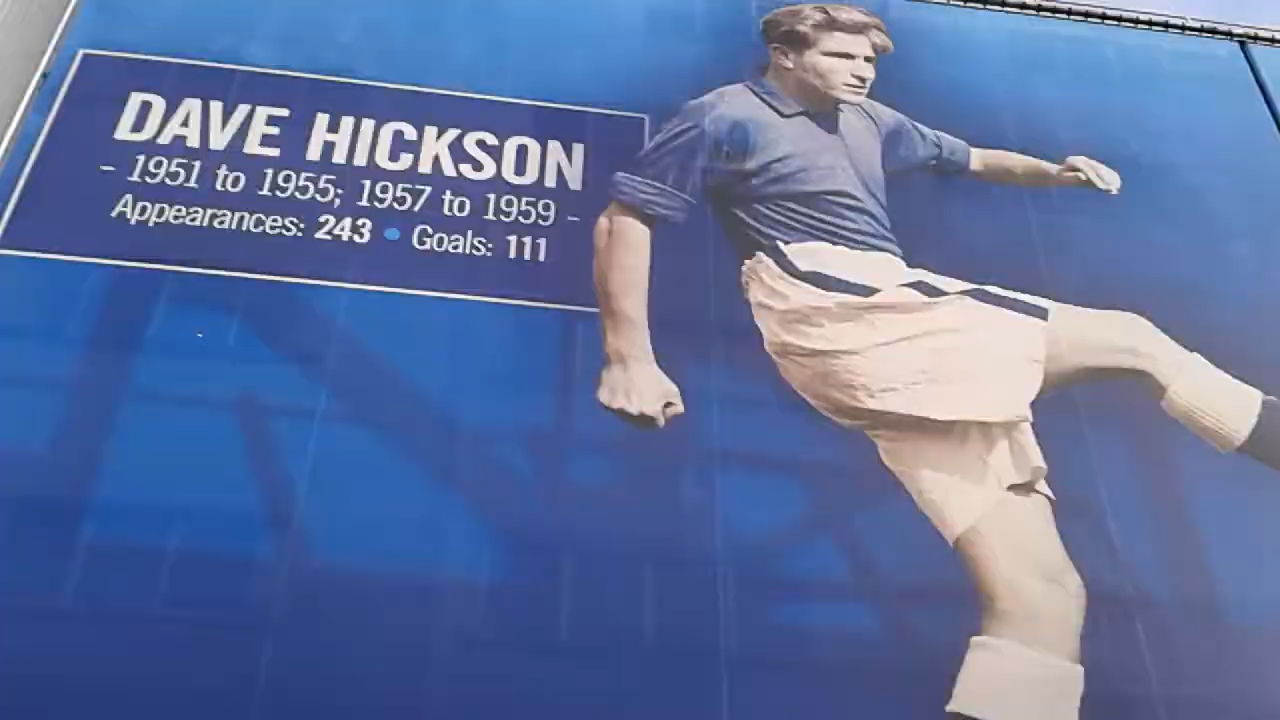 DAVE HICKSON
- 1951 to 1955; 1957 to 1959 -
Appearances: 243 • Goals: 111